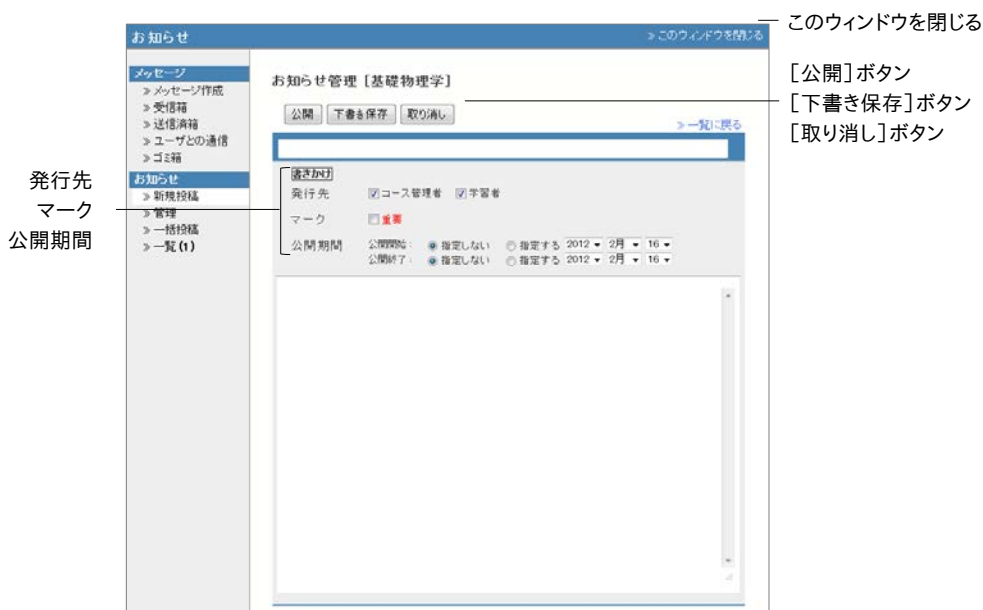 このウィンドウを閉じる
お知らせ
» このウィンドウを閉じる
メッセージ
» メッセージ作成
» 受信箱
» 送信済箱
» ユーザとの通信
» ゴミ箱
お知らせ
» 新規投稿
» 管理
» 一括投稿
» 一覧(1)
お知らせ管理［基礎物理学］
公開 下書き保存 取り消し
» 一覧に戻る
［公開］ボタン
［下書き保存］ボタン
［取り消し］ボタン
発行先
マーク
公開期間
書きかけ
発行先 コース管理者 学習者
マーク 重要
公開期間 公開開始： 指定しない 指定する 2012 2月 16
公開終了： 指定しない 指定する 2012 2月 16